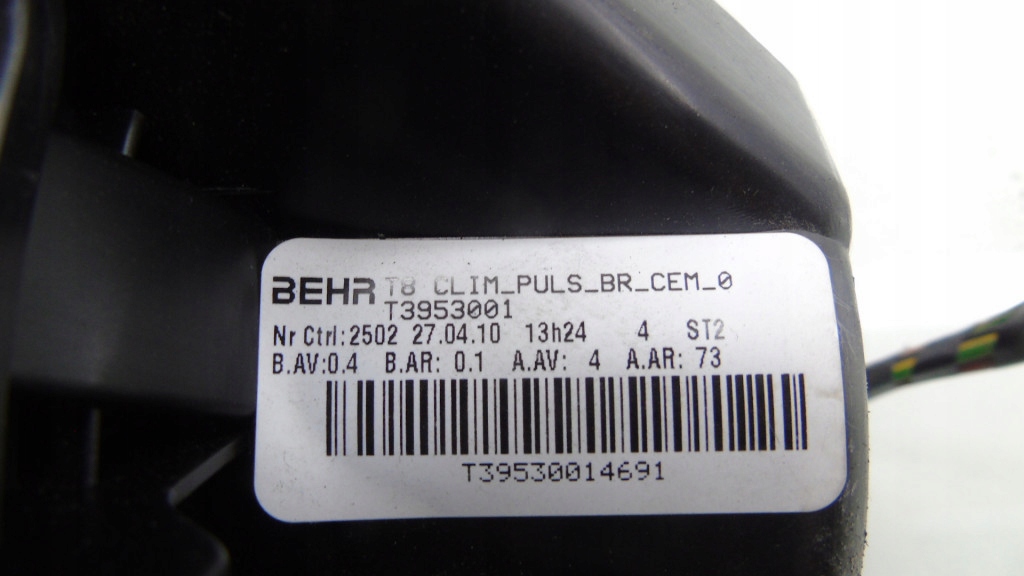 BEHR T8 CLIM_PULS_BR_CEM_0
T3953001
Nr Ctrl:2502 27.04.10 13h24 4 ST2
B.AV:0.4 B.AR: 0.1 A.AV: 4 A.AR: 73
T39530014691